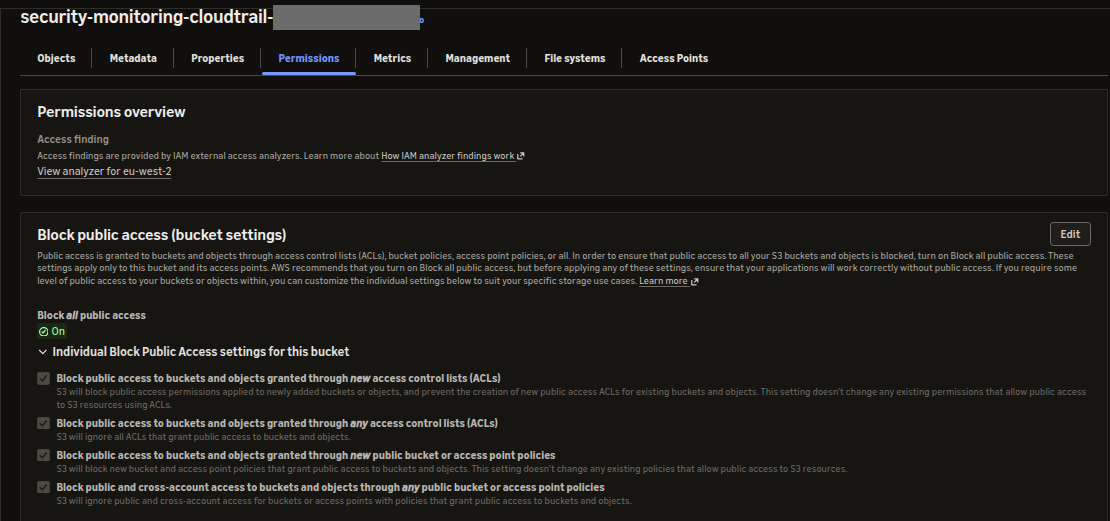 security-monitoring-cloudtrail-
Objects
Metadata
Properties
Permissions
Metrics
Management
File systems
Access Points
Permissions overview
Access finding
Access findings are provided by IAM external access analyzers. Learn more about How IAM analyzer findings work
View analyzer for eu-west-2
Block public access (bucket settings)
Edit
Public access is granted to buckets and objects through access control lists (ACLs), bucket policies, access point policies, or all. In order to ensure that public access to all your S3 buckets and objects is blocked, turn on Block all public access. These
settings apply only to this bucket and its access points. AWS recommends that you turn on Block all public access, but before applying any of these settings, ensure that your applications will work correctly without public access. If you require some
level of public access to your buckets or objects within, you can customize the individual settings below to suit your specific storage use cases. Learn more
Block all public access
On
Individual Block Public Access settings for this bucket
Block public access to buckets and objects granted through new access control lists (ACLs)
S3 will block public access permissions applied to newly added buckets or objects, and prevent the creation of new public access ACLs for existing buckets and objects. This setting doesn't change any existing permissions that allow public access
to S3 resources using ACLs.
Block public access to buckets and objects granted through any access control lists (ACLs)
S3 will ignore all ACLs that grant public access to buckets and objects.
Block public access to buckets and objects granted through new public bucket or access point policies
S3 will block new bucket and access point policies that grant public access to buckets and objects. This setting doesn't change any existing policies that allow public access to S3 resources.
Block public and cross-account access to buckets and objects through any public bucket or access point policies
S3 will ignore public and cross-account access for buckets or access points with policies that grant public access to buckets and objects.